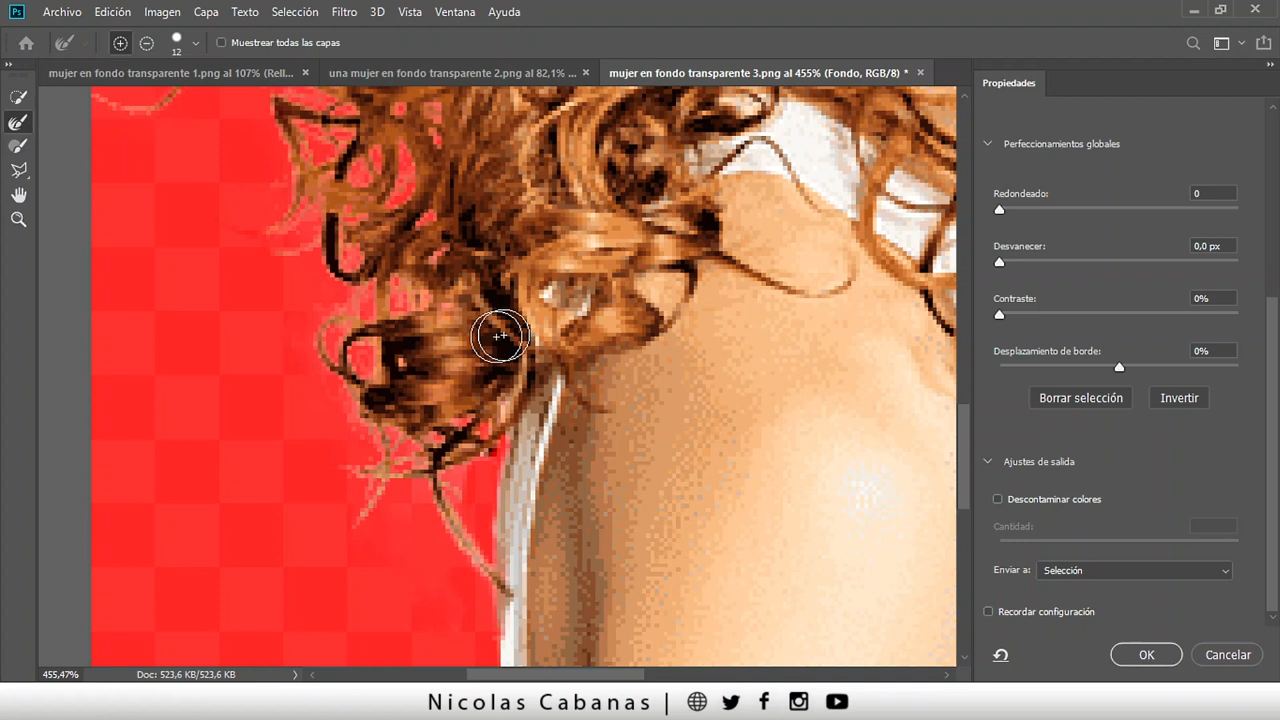 Ps Archivo Edición Imagen Capa Texto Selección Filtro 3D Vista Ventana Ayuda
12 Muestrear todas las capas
mujer en fondo transparente 1.png al 107% (Rell... × una mujer en fondo transparente 2.png al 82,1% ... × mujer en fondo transparente 3.png al 455% (Fondo, RGB/8) * ×
Propiedades
Perfeccionamientos globales
Redondeado: 0
Desvanecer: 0,0 px
Contraste: 0%
Desplazamiento de borde: 0%
Borrar selección Invertir
Ajustes de salida
Descontaminar colores
Cantidad:
Enviar a: Selección
Recordar configuración
OK Cancelar
455,47% Doc: 523,6 KB/523,6 KB
Nicolas Cabanas |